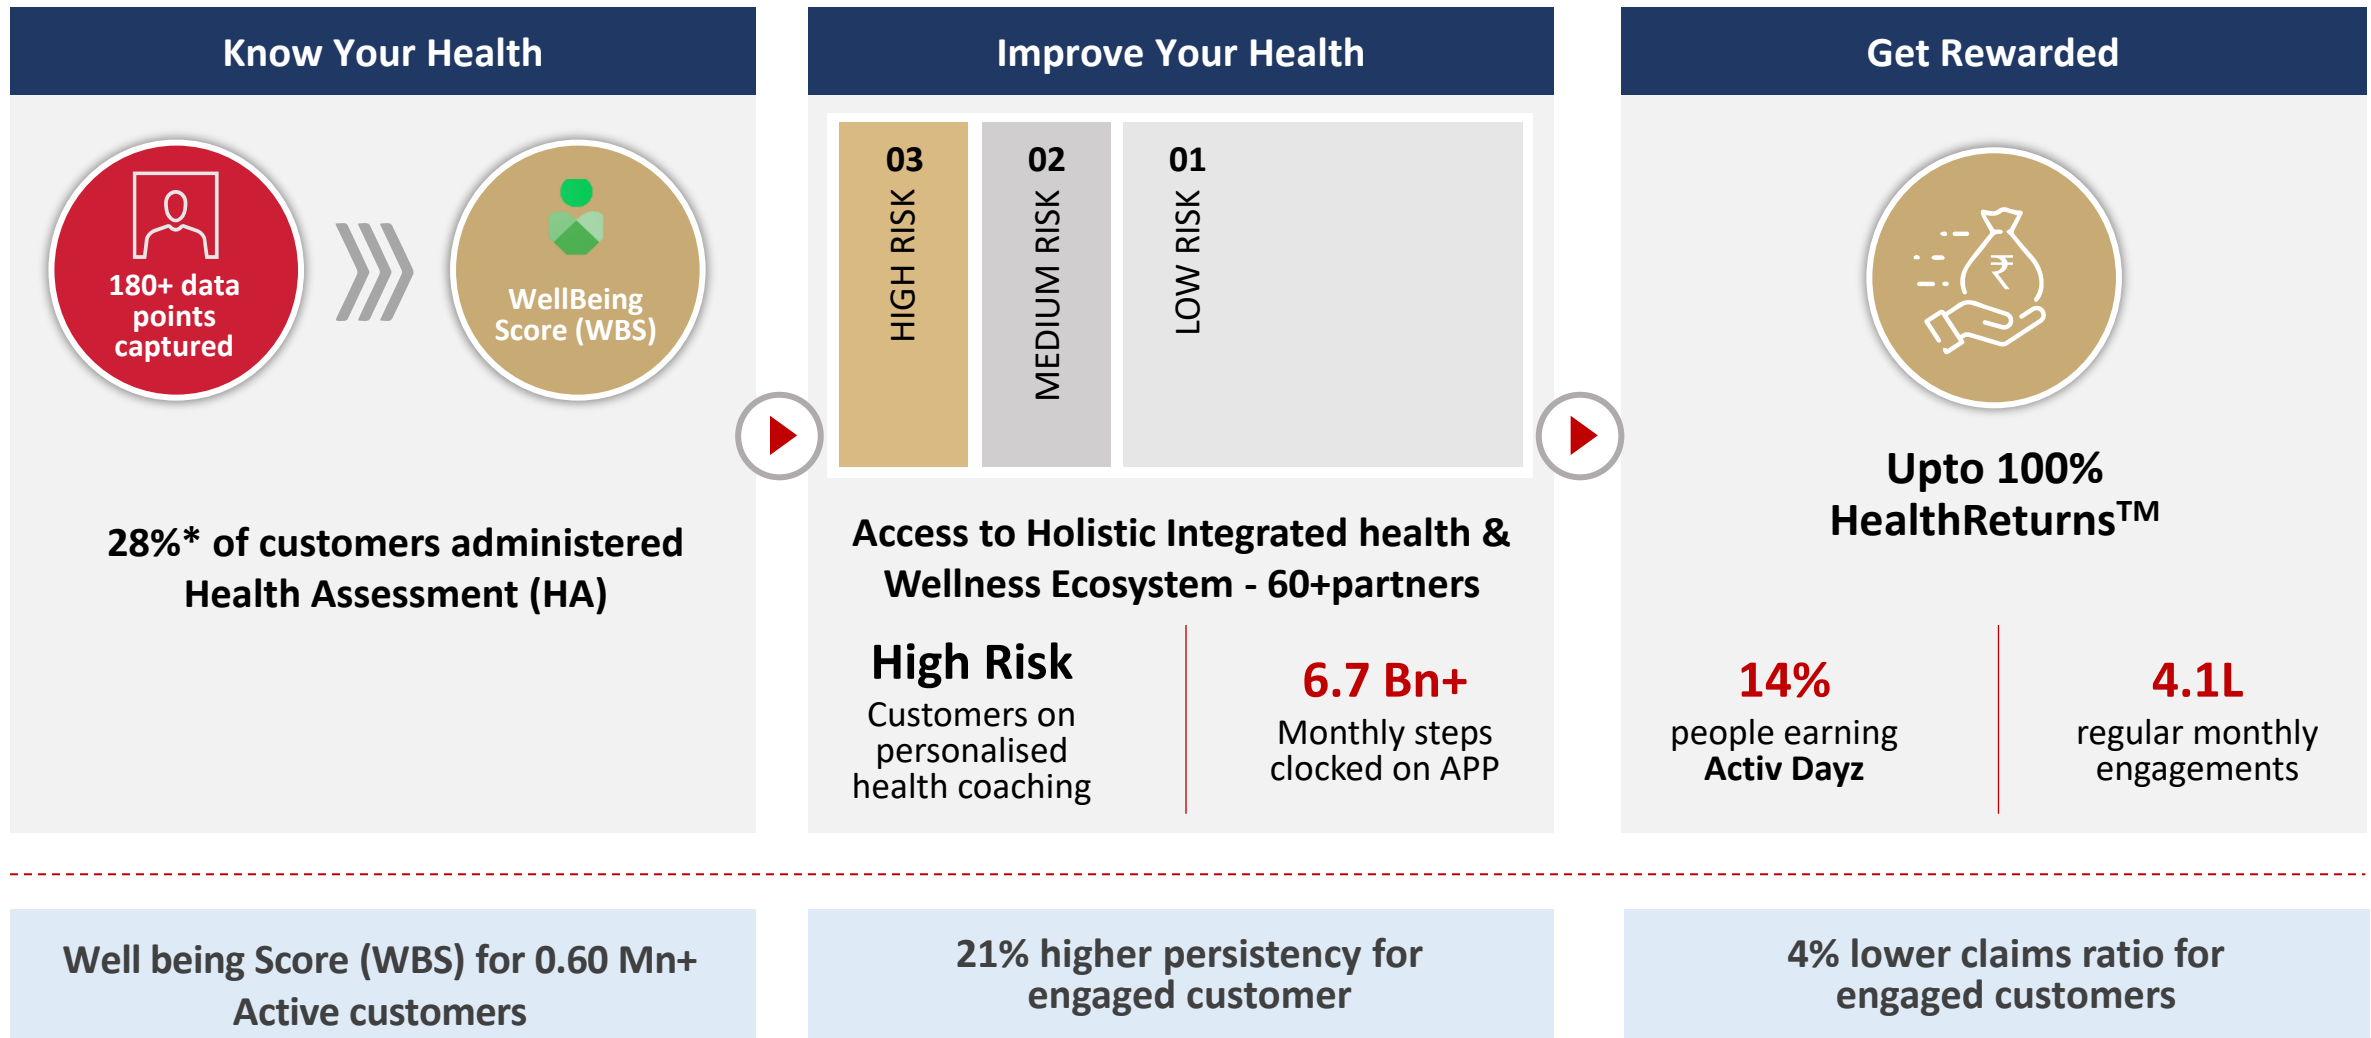 Know Your Health
180+ data
points
captured
WellBeing
Score (WBS)
28%* of customers administered
Health Assessment (HA)
Improve Your Health
03 HIGH RISK
02 MEDIUM RISK
01 LOW RISK
Access to Holistic Integrated health &
Wellness Ecosystem - 60+partners
High Risk
Customers on
personalised
health coaching
6.7 Bn+
Monthly steps
clocked on APP
Get Rewarded
₹
Upto 100%
HealthReturnsTM
14%
people earning
Activ Dayz
4.1L
regular monthly
engagements
Well being Score (WBS) for 0.60 Mn+
Active customers
21% higher persistency for
engaged customer
4% lower claims ratio for
engaged customers